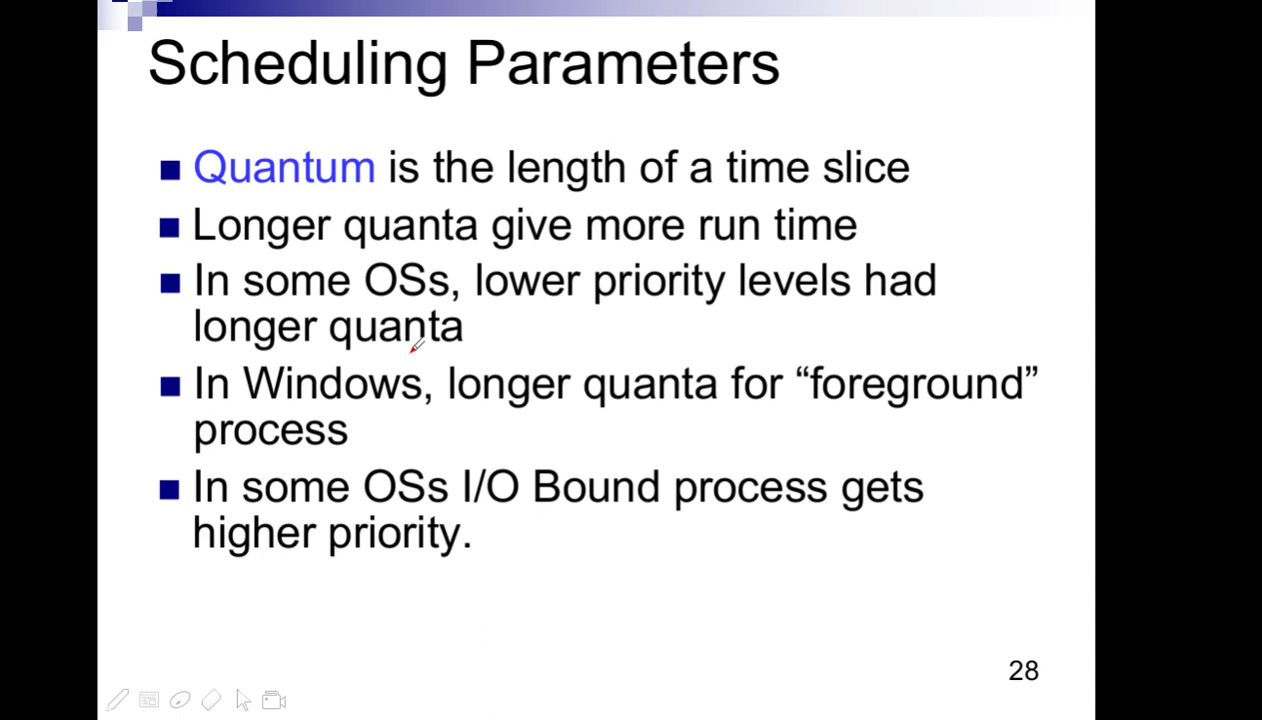 Scheduling Parameters
Quantum is the length of a time slice
Longer quanta give more run time
In some OSs, lower priority levels had
longer quanta
In Windows, longer quanta for “foreground”
process
In some OSs I/O Bound process gets
higher priority.
28